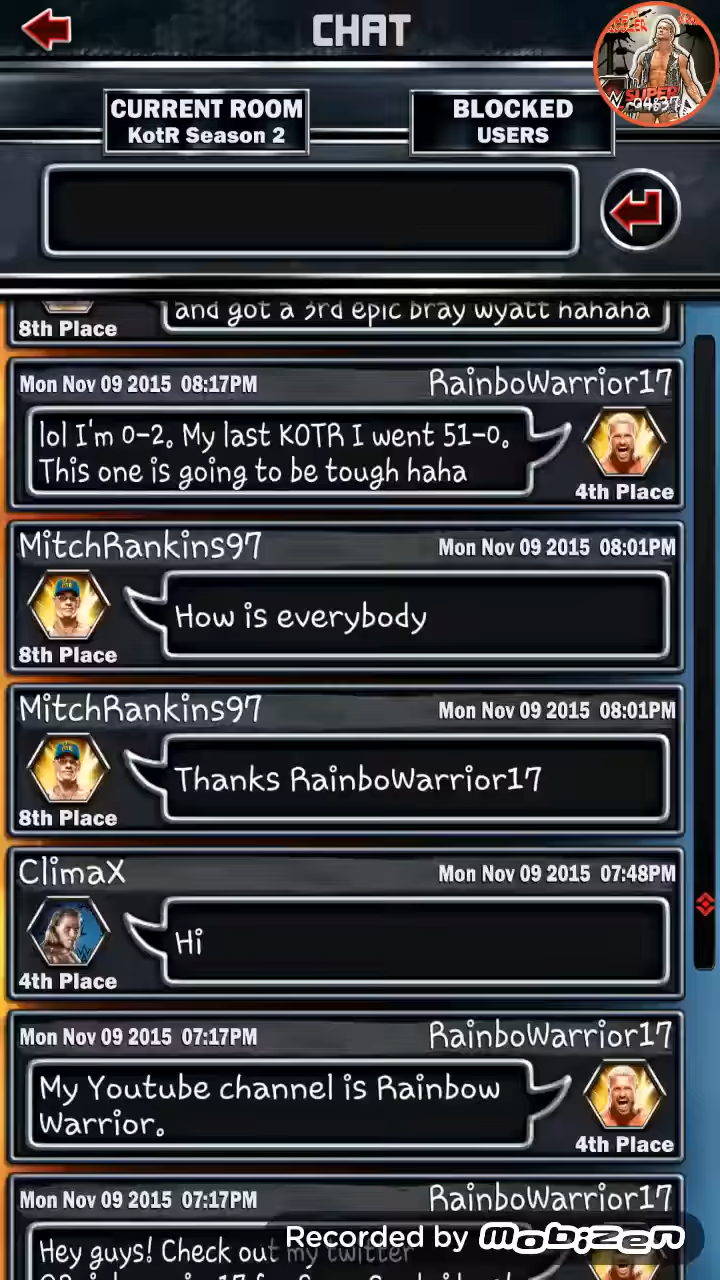 CHAT
SUPER
04:37
CURRENT ROOM
KotR Season 2
BLOCKED
USERS
and got a 3rd epic bray wyatt hahaha
8th Place
Mon Nov 09 2015 08:17PM
RainboWarrior17
lol I'm 0-2. My last KOTR I went 51-0.
This one is going to be tough haha
4th Place
MitchRankins97
Mon Nov 09 2015 08:01PM
How is everybody
8th Place
MitchRankins97
Mon Nov 09 2015 08:01PM
Thanks RainboWarrior17
8th Place
ClimaX
Mon Nov 09 2015 07:48PM
Hi
4th Place
Mon Nov 09 2015 07:17PM
RainboWarrior17
My Youtube channel is Rainbow
Warrior.
4th Place
Mon Nov 09 2015 07:17PM
RainboWarrior17
Hey guys! Check out my twitter
Recorded by mobizen